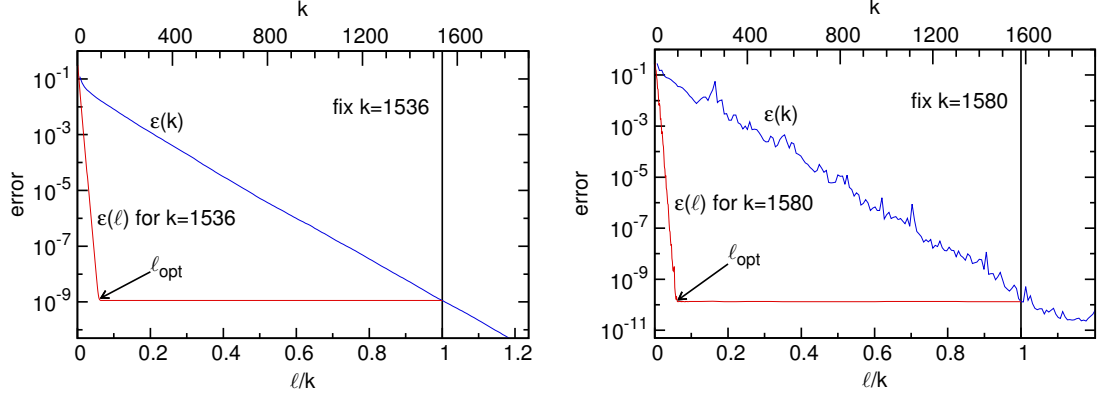 k
0 400 800 1200 1600
10^-1
10^-3
10^-5
10^-7
10^-9
error
fix k=1536
ε(k)
ε(ℓ) for k=1536
ℓ_opt
0 0.2 0.4 0.6 0.8 1 1.2
ℓ/k
k
0 400 800 1200 1600
10^-1
10^-3
10^-5
10^-7
10^-9
10^-11
error
fix k=1580
ε(k)
ε(ℓ) for k=1580
ℓ_opt
0 0.2 0.4 0.6 0.8 1
ℓ/k